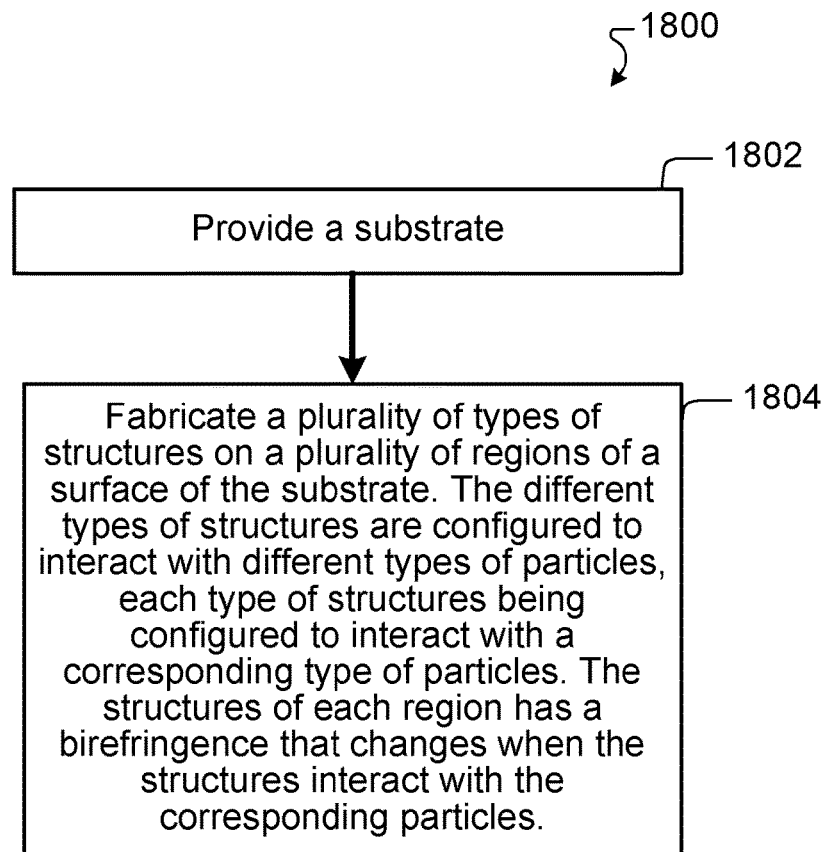 1800
1802
Provide a substrate
1804
Fabricate a plurality of types of
structures on a plurality of regions of a
surface of the substrate. The different
types of structures are configured to
interact with different types of particles,
each type of structures being
configured to interact with a
corresponding type of particles. The
structures of each region has a
birefringence that changes when the
structures interact with the
corresponding particles.